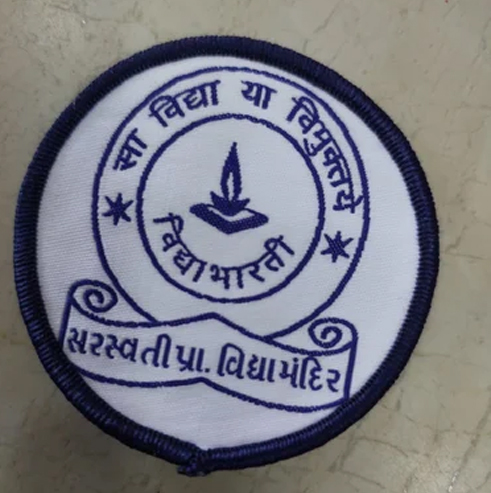 सा विद्या या विमुक्तये
विद्या भारती
સરસ્વતી પ્રા. વિદ્યામંદિર